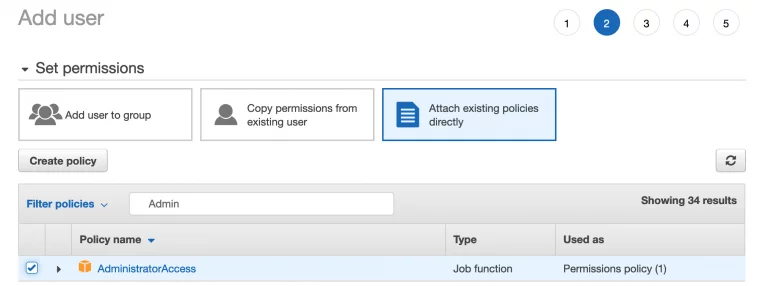 Add user
1 2 3 4 5
Set permissions
Add user to group
Copy permissions from
existing user
Attach existing policies
directly
Create policy
Filter policies
Admin
Showing 34 results
Policy name
Type
Used as
AdministratorAccess
Job function
Permissions policy (1)